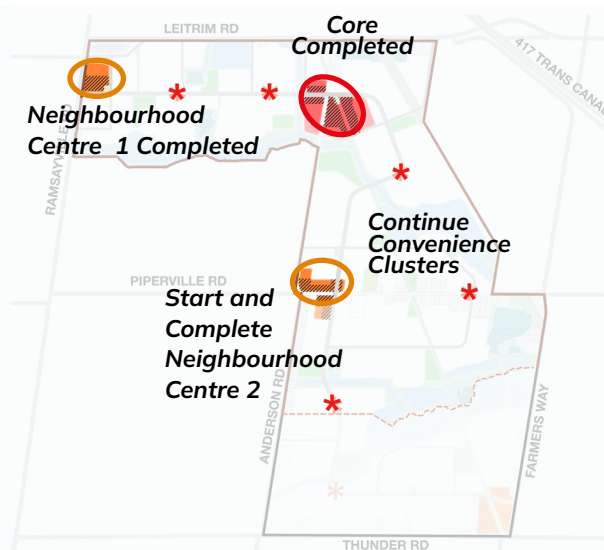 LEITRIM RD
Core
Completed
417 TRANS CANA
Neighbourhood
Centre 1 Completed
RAMSAYVILLE
Continue
Convenience
Clusters
PIPERVILLE RD
Start and
Complete
Neighbourhood
Centre 2
ANDERSON RD
FARMERS WAY
THUNDER RD